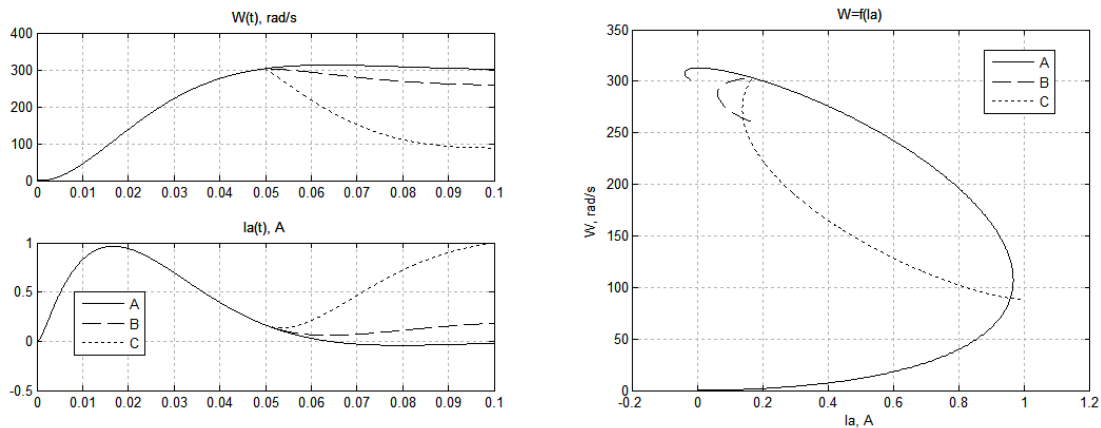 W(t), rad/s
400
300
200
100
0
0 0.01 0.02 0.03 0.04 0.05 0.06 0.07 0.08 0.09 0.1
Ia(t), A
1
0.5
0
-0.5
A
B
C
0 0.01 0.02 0.03 0.04 0.05 0.06 0.07 0.08 0.09 0.1
W=f(Ia)
350
300
250
200
150
100
50
0
W, rad/s
A
B
C
-0.2 0 0.2 0.4 0.6 0.8 1 1.2
Ia, A